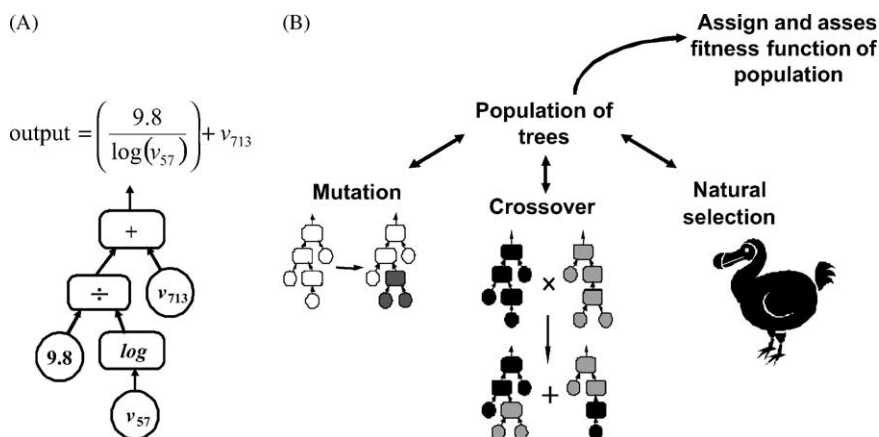 (A)
output = (9.8 / log(v57)) + v713
+
÷
v713
9.8
log
v57
(B)
Assign and asses
fitness function of
population
Population of
trees
Mutation
Crossover
×
+
Natural
selection